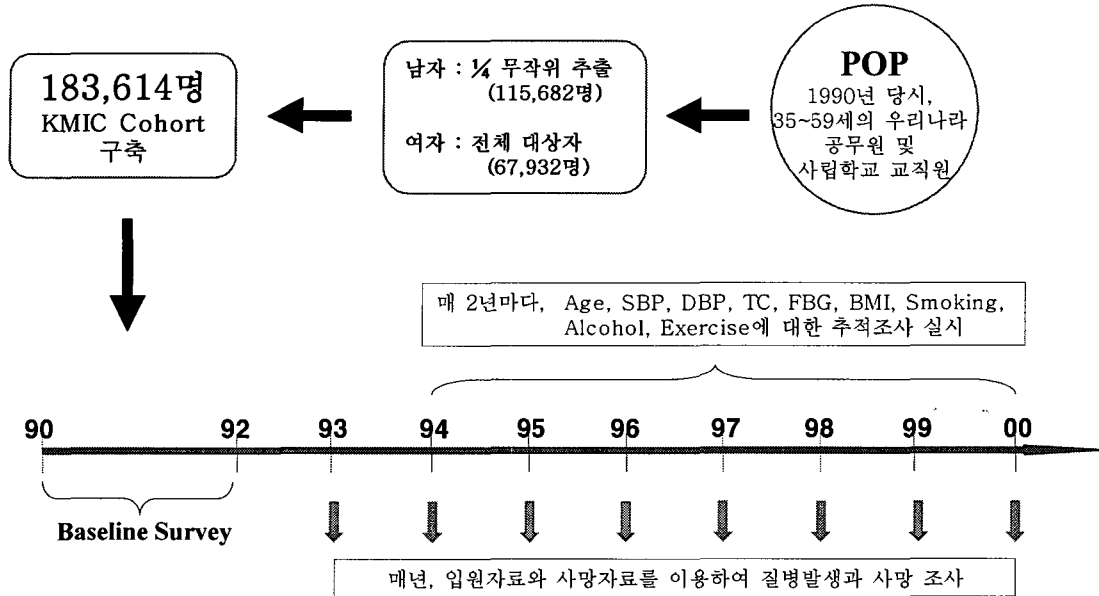 183,614명
KMIC Cohort
구축
남자 : ¼ 무작위 추출
(115,682명)
여자 : 전체 대상자
(67,932명)
POP
1990년 당시,
35~59세의 우리나라
공무원 및
사립학교 교직원
매 2년마다, Age, SBP, DBP, TC, FBG, BMI, Smoking,
Alcohol, Exercise에 대한 추적조사 실시
90 92 93 94 95 96 97 98 99 00
Baseline Survey
매년, 입원자료와 사망자료를 이용하여 질병발생과 사망 조사